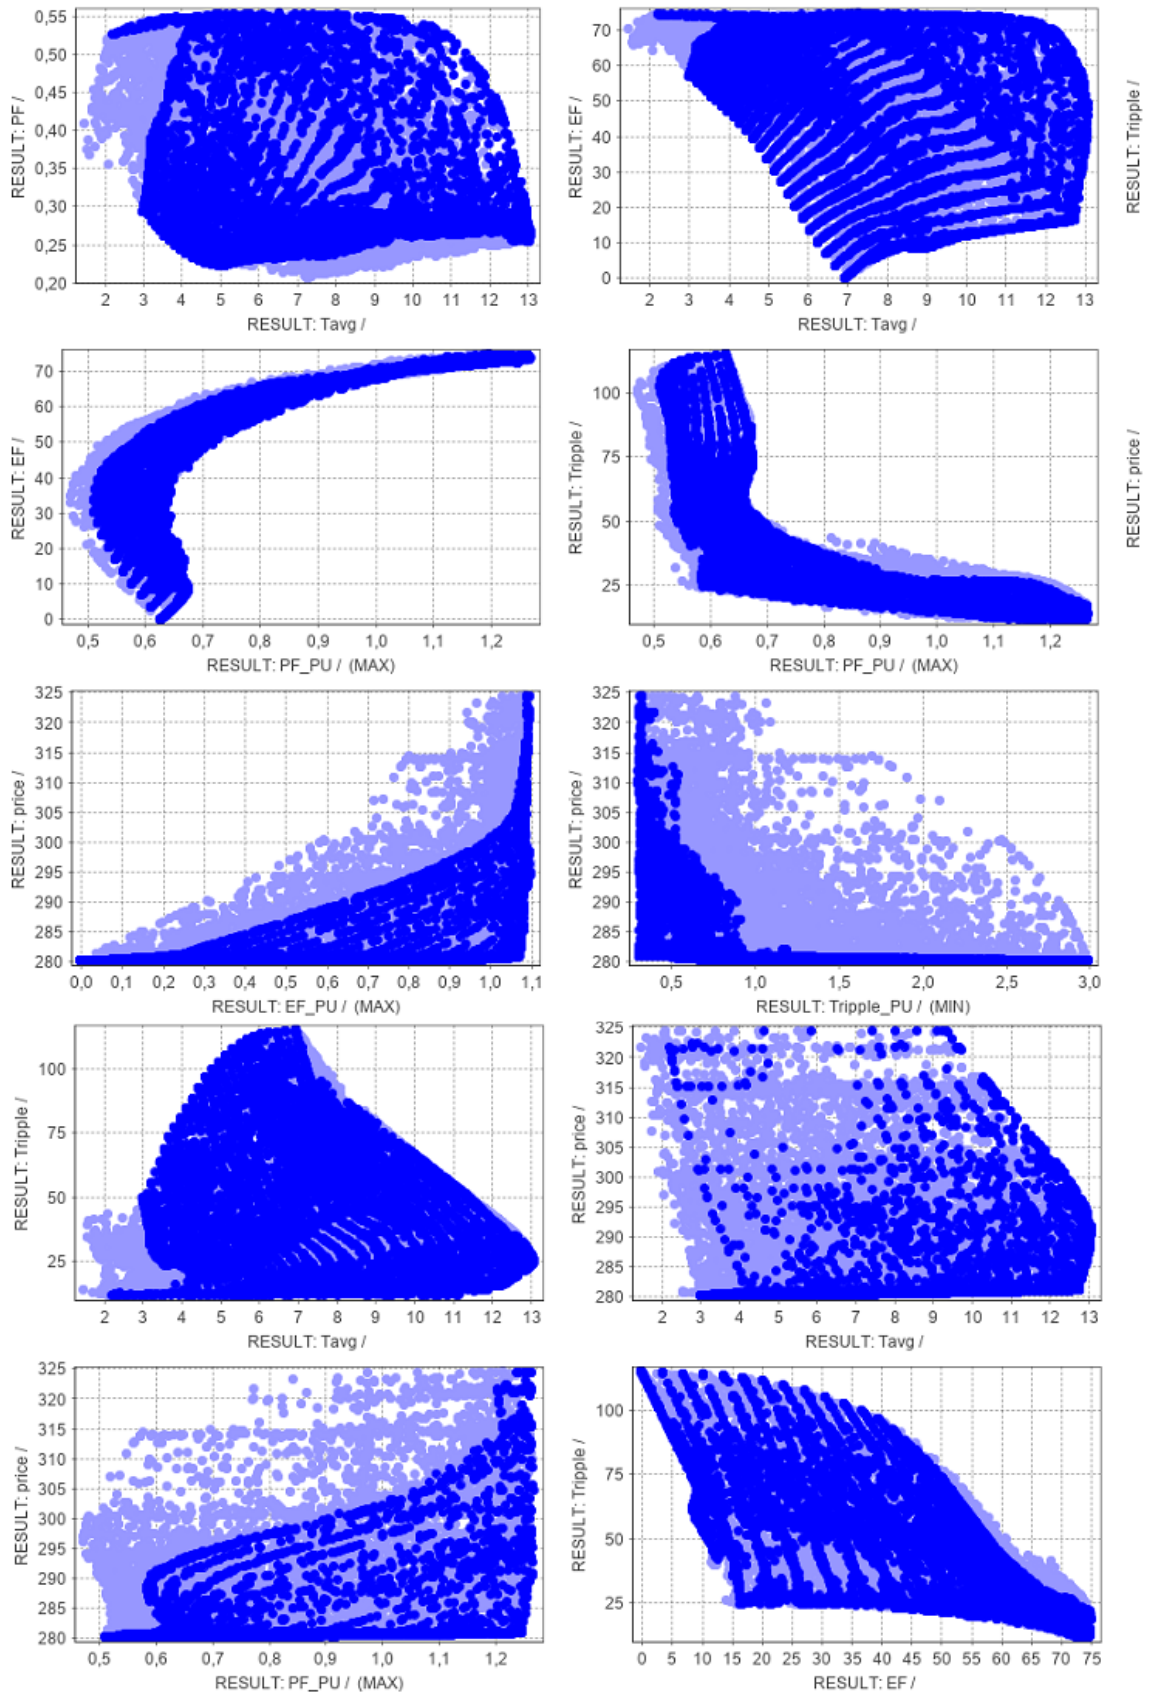 RESULT: PF /
0,55
0,50
0,45
0,40
0,35
0,30
0,25
0,20
2 3 4 5 6 7 8 9 10 11 12 13
RESULT: Tavg /
RESULT: EF /
70
60
50
40
30
20
10
0
2 3 4 5 6 7 8 9 10 11 12 13
RESULT: Tavg /
RESULT: Tripple /
RESULT: EF /
70
60
50
40
30
20
10
0
0,5 0,6 0,7 0,8 0,9 1,0 1,1 1,2
RESULT: PF_PU / (MAX)
RESULT: Tripple /
100
75
50
25
0,5 0,6 0,7 0,8 0,9 1,0 1,1 1,2
RESULT: PF_PU / (MAX)
RESULT: price /
RESULT: price /
325
320
315
310
305
300
295
290
285
280
0,0 0,1 0,2 0,3 0,4 0,5 0,6 0,7 0,8 0,9 1,0 1,1
RESULT: EF_PU / (MAX)
RESULT: price /
325
320
315
310
305
300
295
290
285
280
0,5 1,0 1,5 2,0 2,5 3,0
RESULT: Tripple_PU / (MIN)
RESULT: Tripple /
100
75
50
25
2 3 4 5 6 7 8 9 10 11 12 13
RESULT: Tavg /
RESULT: price /
325
320
315
310
305
300
295
290
285
280
2 3 4 5 6 7 8 9 10 11 12 13
RESULT: Tavg /
RESULT: price /
325
320
315
310
305
300
295
290
285
280
0,5 0,6 0,7 0,8 0,9 1,0 1,1 1,2
RESULT: PF_PU / (MAX)
RESULT: Tripple /
100
75
50
25
0 5 10 15 20 25 30 35 40 45 50 55 60 65 70 75
RESULT: EF /